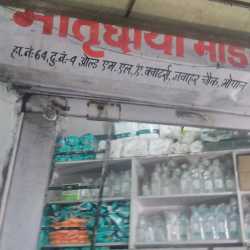 मातृछाया मेडि
हा.नं.64,दु.नं.-4 ओल्ड एम.एल.ए.क्वार्टर्स,जवाहर चौक,भोपाल